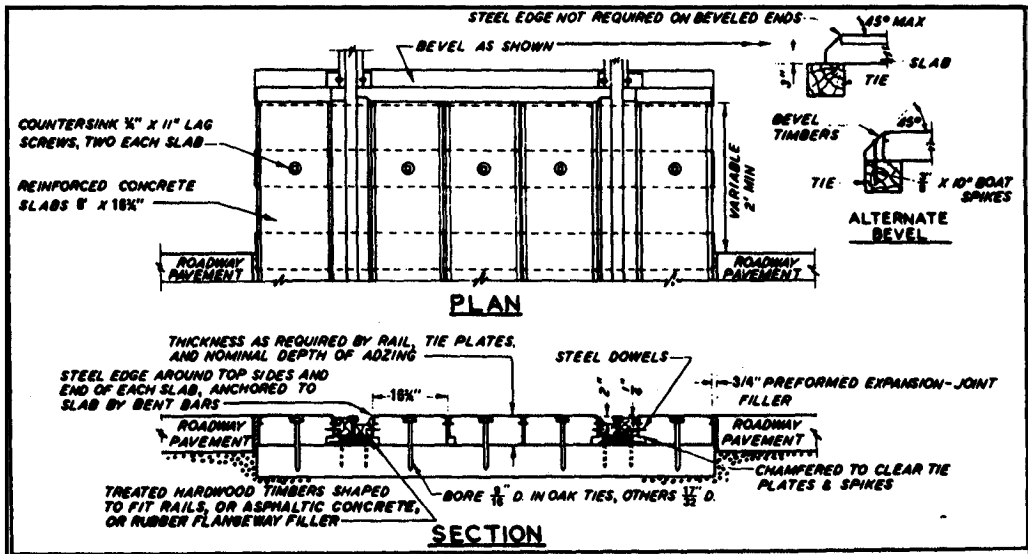 STEEL EDGE NOT REQUIRED ON BEVELED ENDS
45° MAX
BEVEL AS SHOWN
SLAB
3"
TIE
COUNTERSINK ¾" X 11" LAG
SCREWS, TWO EACH SLAB
BEVEL
TIMBERS
45°
REINFORCED CONCRETE
SLABS 8' X 16¾"
VARIABLE
2' MIN
TIE
X 10" BOAT
SPIKES
ALTERNATE
BEVEL
ROADWAY
PAVEMENT
ROADWAY
PAVEMENT
PLAN
THICKNESS AS REQUIRED BY RAIL, TIE PLATES,
AND NOMINAL DEPTH OF ADZING
STEEL DOWELS
STEEL EDGE AROUND TOP SIDES AND
END OF EACH SLAB, ANCHORED TO
SLAB BY BENT BARS
16¾"
2"
3/4" PREFORMED EXPANSION-JOINT
FILLER
ROADWAY
PAVEMENT
ROADWAY
PAVEMENT
CHAMFERED TO CLEAR TIE
PLATES & SPIKES
TREATED HARDWOOD TIMBERS SHAPED
TO FIT RAILS, OR ASPHALTIC CONCRETE,
OR RUBBER FLANGEWAY FILLER
BORE 9/16" D. IN OAK TIES, OTHERS 17/32" D.
SECTION